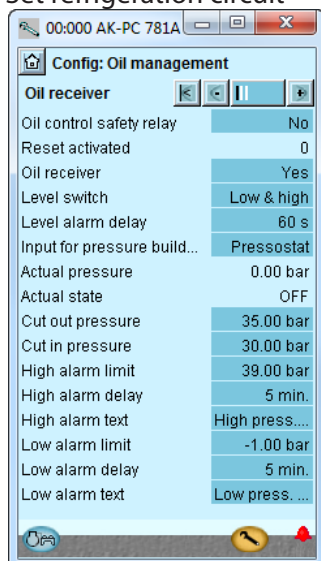 Set refrigeration circuit
00:000 AK-PC 781A
Config: Oil management
Oil receiver
Oil control safety relay No
Reset activated 0
Oil receiver Yes
Level switch Low & high
Level alarm delay 60 s
Input for pressure build... Pressostat
Actual pressure 0.00 bar
Actual state OFF
Cut out pressure 35.00 bar
Cut in pressure 30.00 bar
High alarm limit 39.00 bar
High alarm delay 5 min.
High alarm text High press....
Low alarm limit -1.00 bar
Low alarm delay 5 min.
Low alarm text Low press. ...